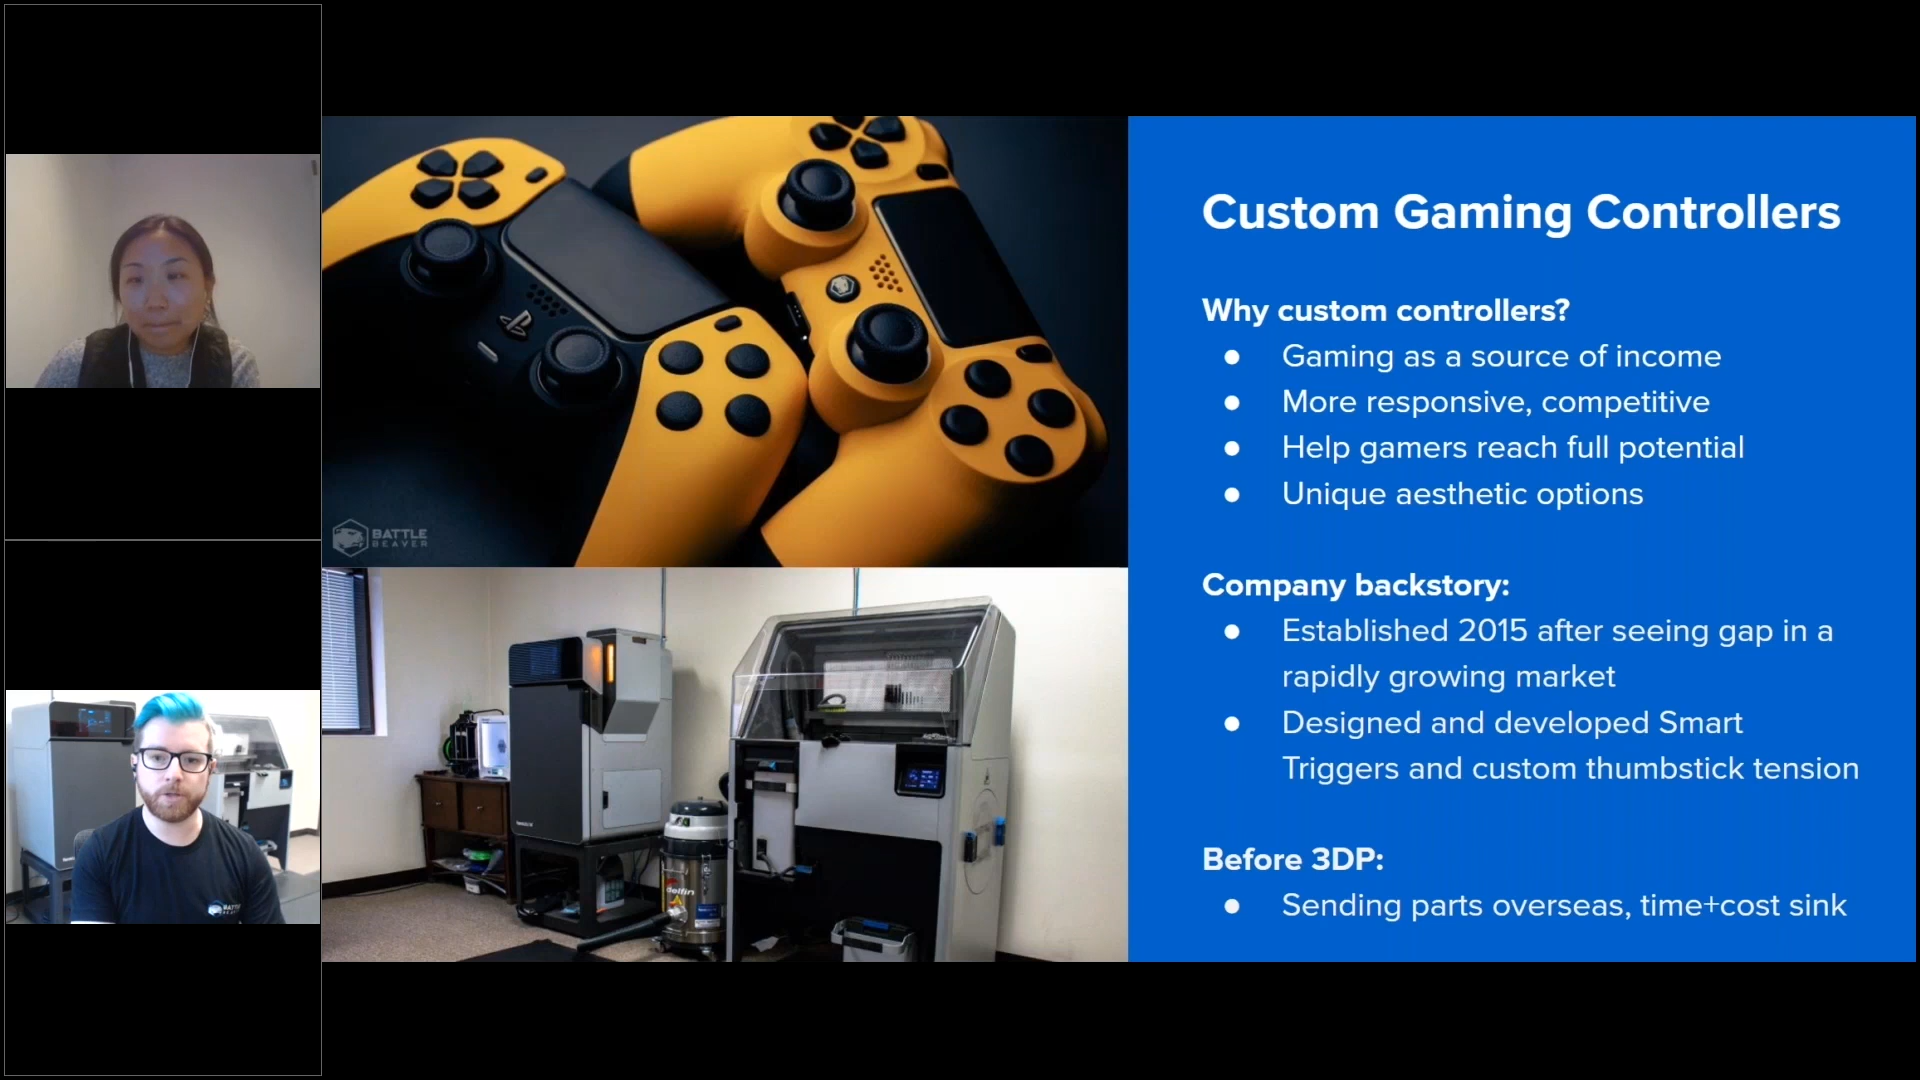 Custom Gaming Controllers
Why custom controllers?
● Gaming as a source of income
● More responsive, competitive
● Help gamers reach full potential
● Unique aesthetic options
Company backstory:
● Established 2015 after seeing gap in a
rapidly growing market
● Designed and developed Smart
Triggers and custom thumbstick tension
Before 3DP:
● Sending parts overseas, time+cost sink
BATTLE
BEAVER
delfin